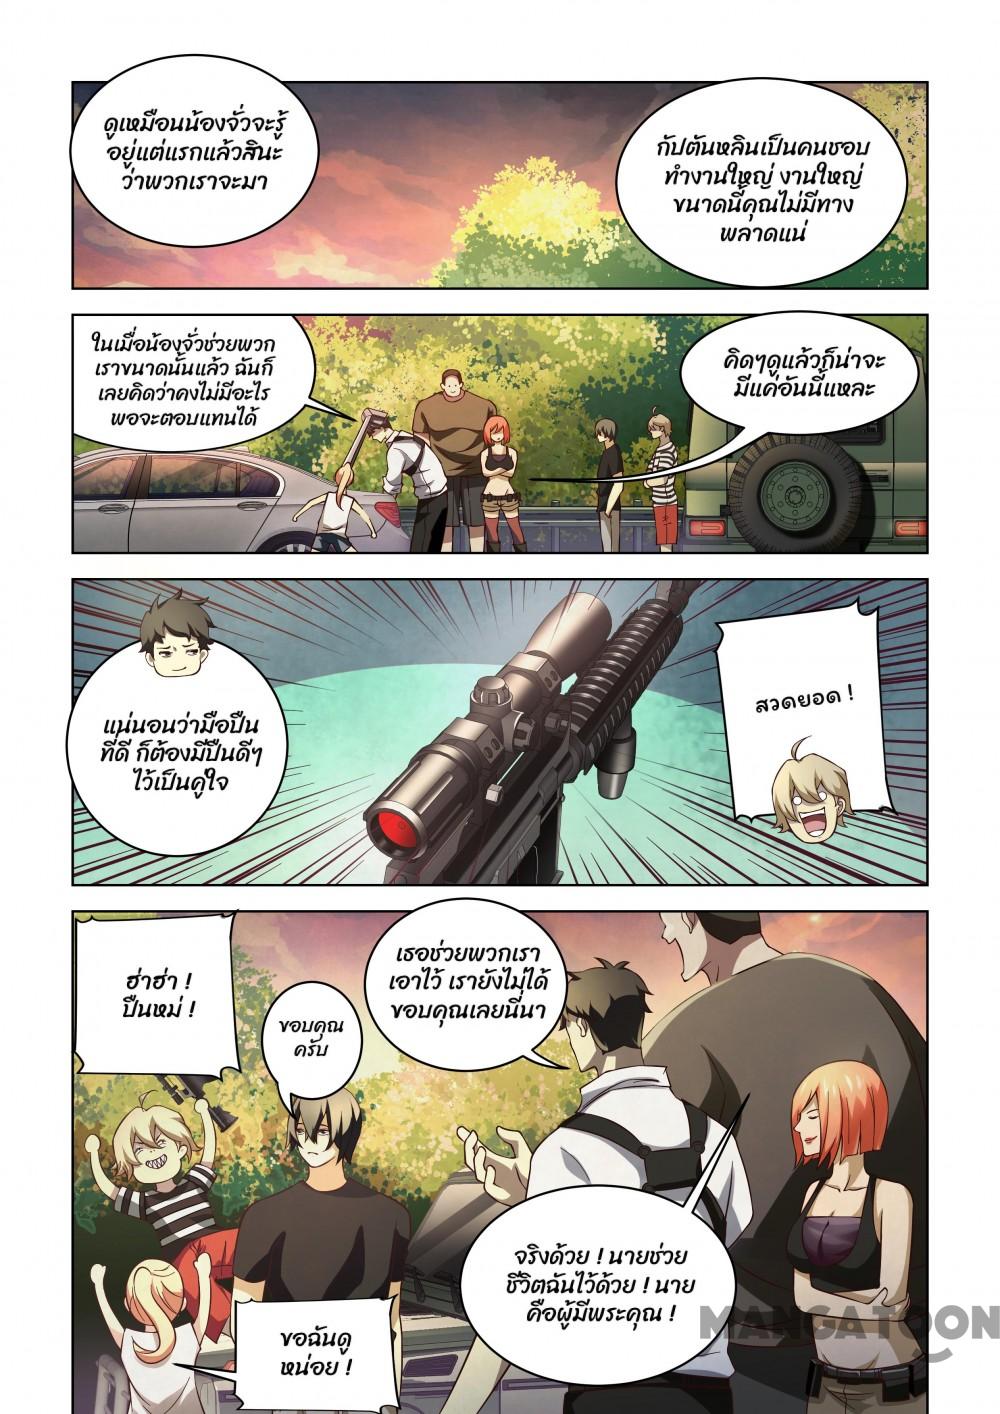 ดูเหมือนน้องจั่วจะรู้
อยู่แต่แรกแล้วสินะ
ว่าพวกเราจะมา
กัปตันหลินเป็นคนชอบ
ทำงานใหญ่ งานใหญ่
ขนาดนี้คุณไม่มีทาง
พลาดแน่
ในเมื่อน้องจั่วช่วยพวก
เราขนาดนั้นแล้ว ฉันก็
เลยคิดว่าคงไม่มีอะไร
พอจะตอบแทนได้
คิดๆดูแล้วก็น่าจะ
มีแค่อันนี้แหละ
แน่นอนว่ามือปืน
ที่ดี ก็ต้องมีปืนดีๆ
ไว้เป็นคู่ใจ
สวดยอด !
ฮ่าฮ่า !
ปืนหม่ !
ขอบคุณ
ครับ
เธอช่วยพวกเรา
เอาไว้ เรายังไม่ได้
ขอบคุณเลยนี่นา
จริงด้วย ! นายช่วย
ชีวิตฉันไว้ด้วย ! นาย
คือผู้มีพระคุณ !
ขอฉันดู
หน่อย !
MANGATOON